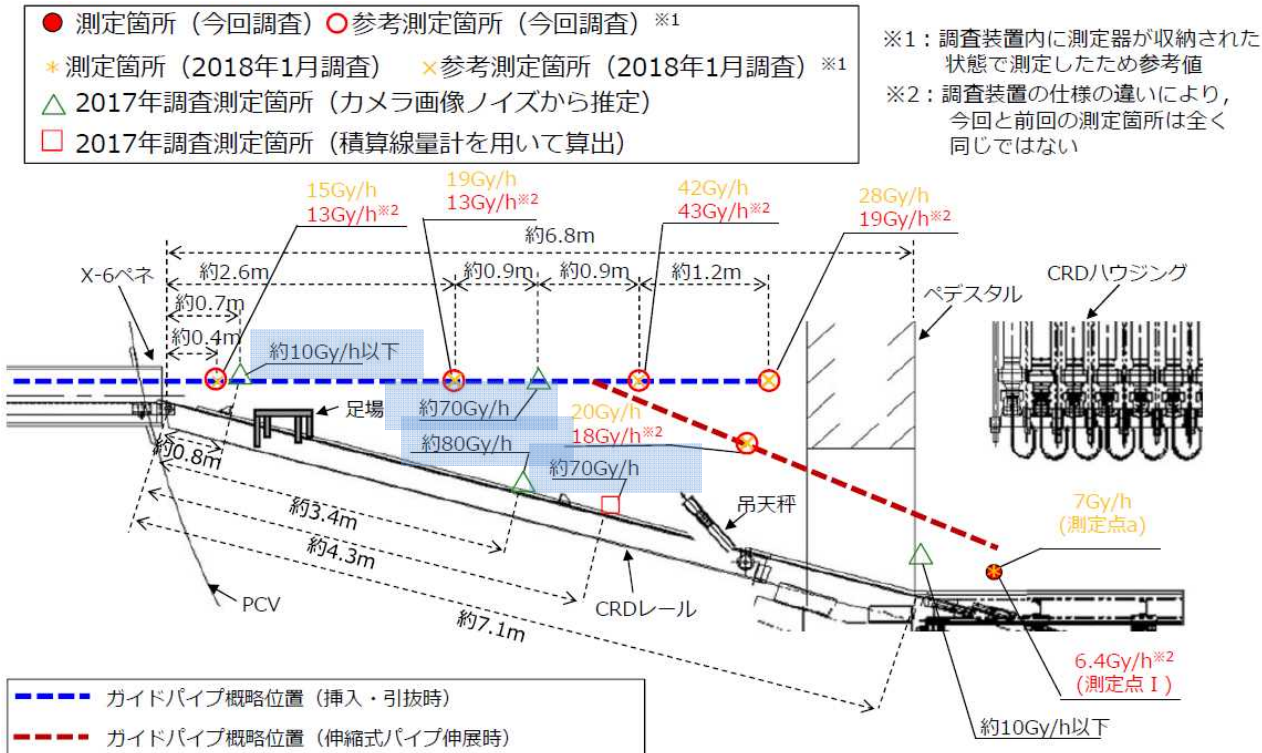 ● 測定箇所（今回調査）○参考測定箇所（今回調査）※1
＊測定箇所（2018年1月調査） ×参考測定箇所（2018年1月調査）※1
△ 2017年調査測定箇所（カメラ画像ノイズから推定）
□ 2017年調査測定箇所（積算線量計を用いて算出）
※1：調査装置内に測定器が収納された
状態で測定したため参考値
※2：調査装置の仕様の違いにより，
今回と前回の測定箇所は全く
同じではない
15Gy/h
13Gy/h※2
19Gy/h
13Gy/h※2
42Gy/h
43Gy/h※2
28Gy/h
19Gy/h※2
約6.8m
X-6ペネ
約2.6m
約0.9m
約0.9m
約1.2m
CRDハウジング
ペデスタル
約0.7m
約0.4m
約10Gy/h以下
足場
約70Gy/h
20Gy/h
18Gy/h※2
約80Gy/h
約70Gy/h
約0.8m
吊天秤
約3.4m
約4.3m
7Gy/h
(測定点a)
PCV
CRDレール
約7.1m
6.4Gy/h※2
(測定点Ⅰ)
約10Gy/h以下
ガイドパイプ概略位置（挿入・引抜時）
ガイドパイプ概略位置（伸縮式パイプ伸展時）